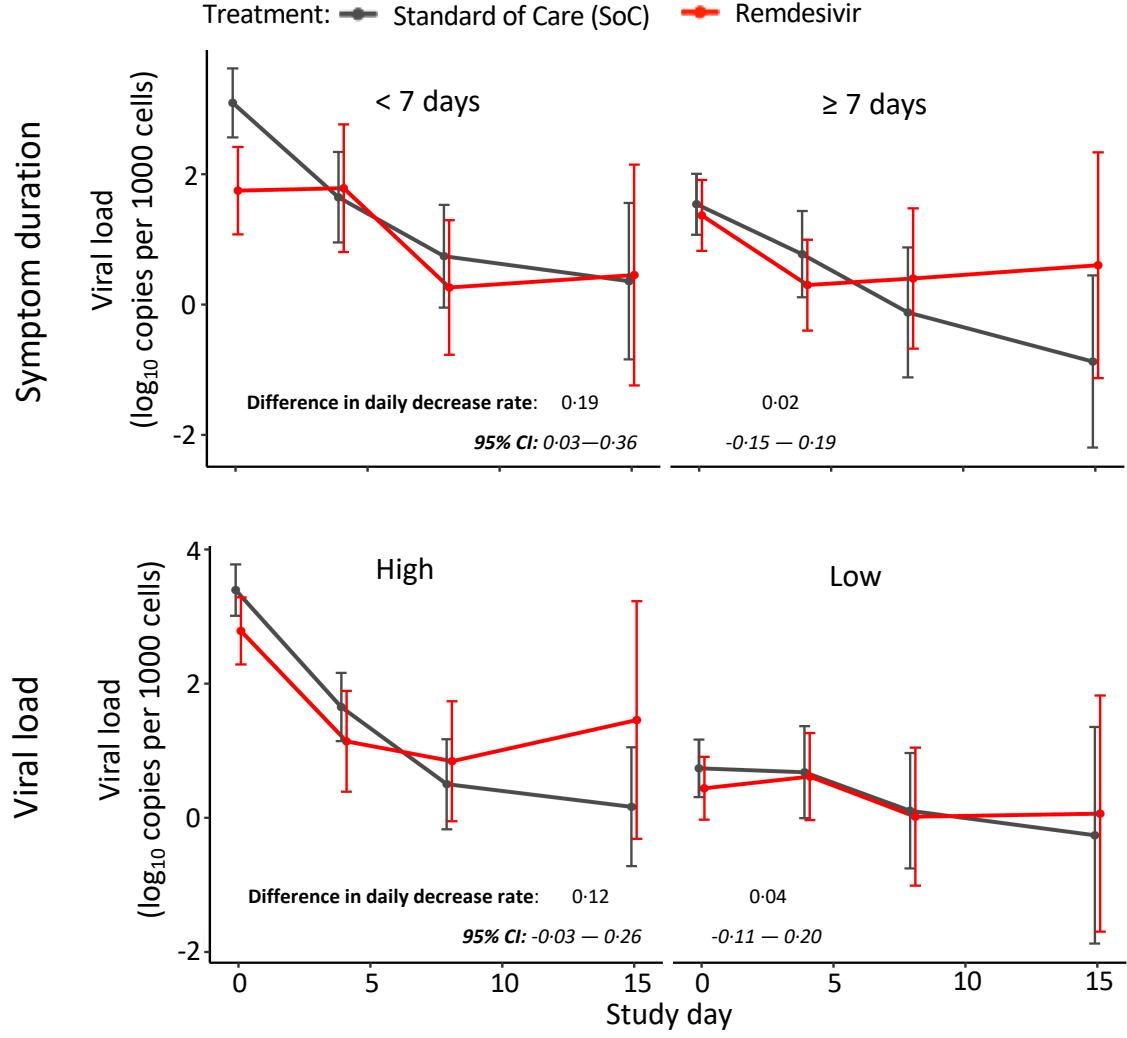 Treatment: Standard of Care (SoC) Remdesivir
Symptom duration
Viral load
(log10 copies per 1000 cells)
< 7 days
≥ 7 days
2
0
-2
Difference in daily decrease rate: 0·19 0·02
95% CI: 0·03—0·36 -0·15 — 0·19
Viral load
Viral load
(log10 copies per 1000 cells)
High
Low
4
2
0
-2
Difference in daily decrease rate: 0·12 0·04
95% CI: -0·03 — 0·26 -0·11 — 0·20
0 5 10 15 0 5 10 15
Study day